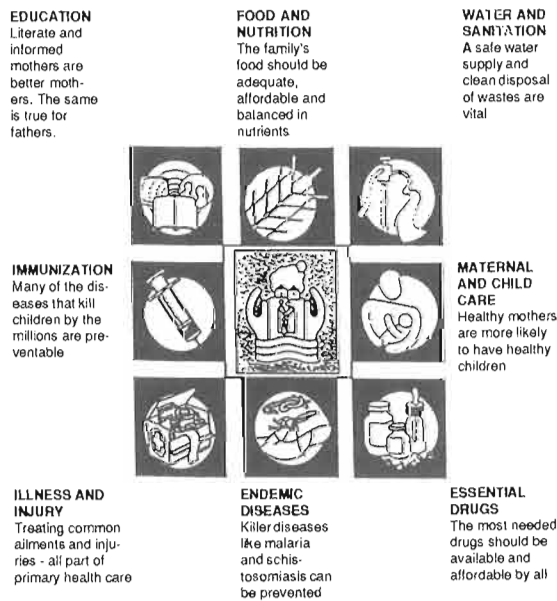 EDUCATION
Literate and
informed
mothers are
better moth-
ers. The same
is true for
fathers.
FOOD AND
NUTRITION
The family's
food should be
adequate,
affordable and
balanced in
nutrients
WATER AND
SANITATION
A safe water
supply and
clean disposal
of wastes are
vital
IMMUNIZATION
Many of the dis-
eases that kill
children by the
millions are pre-
ventable
MATERNAL
AND CHILD
CARE
Healthy mothers
are more likely
to have healthy
children
ILLNESS AND
INJURY
Treating common
ailments and inju-
ries - all part of
primary health care
ENDEMIC
DISEASES
Killer diseases
like malaria
and schis-
tosomiasis can
be prevented
ESSENTIAL
DRUGS
The most needed
drugs should be
available and
affordable by all